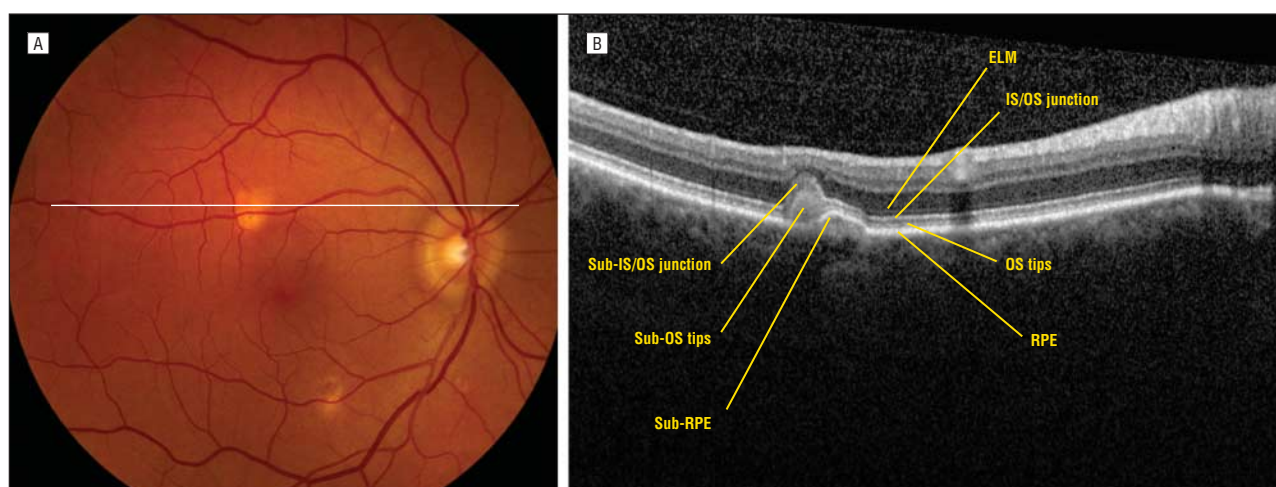 A
B
ELM
IS/OS junction
Sub-IS/OS junction
OS tips
Sub-OS tips
RPE
Sub-RPE